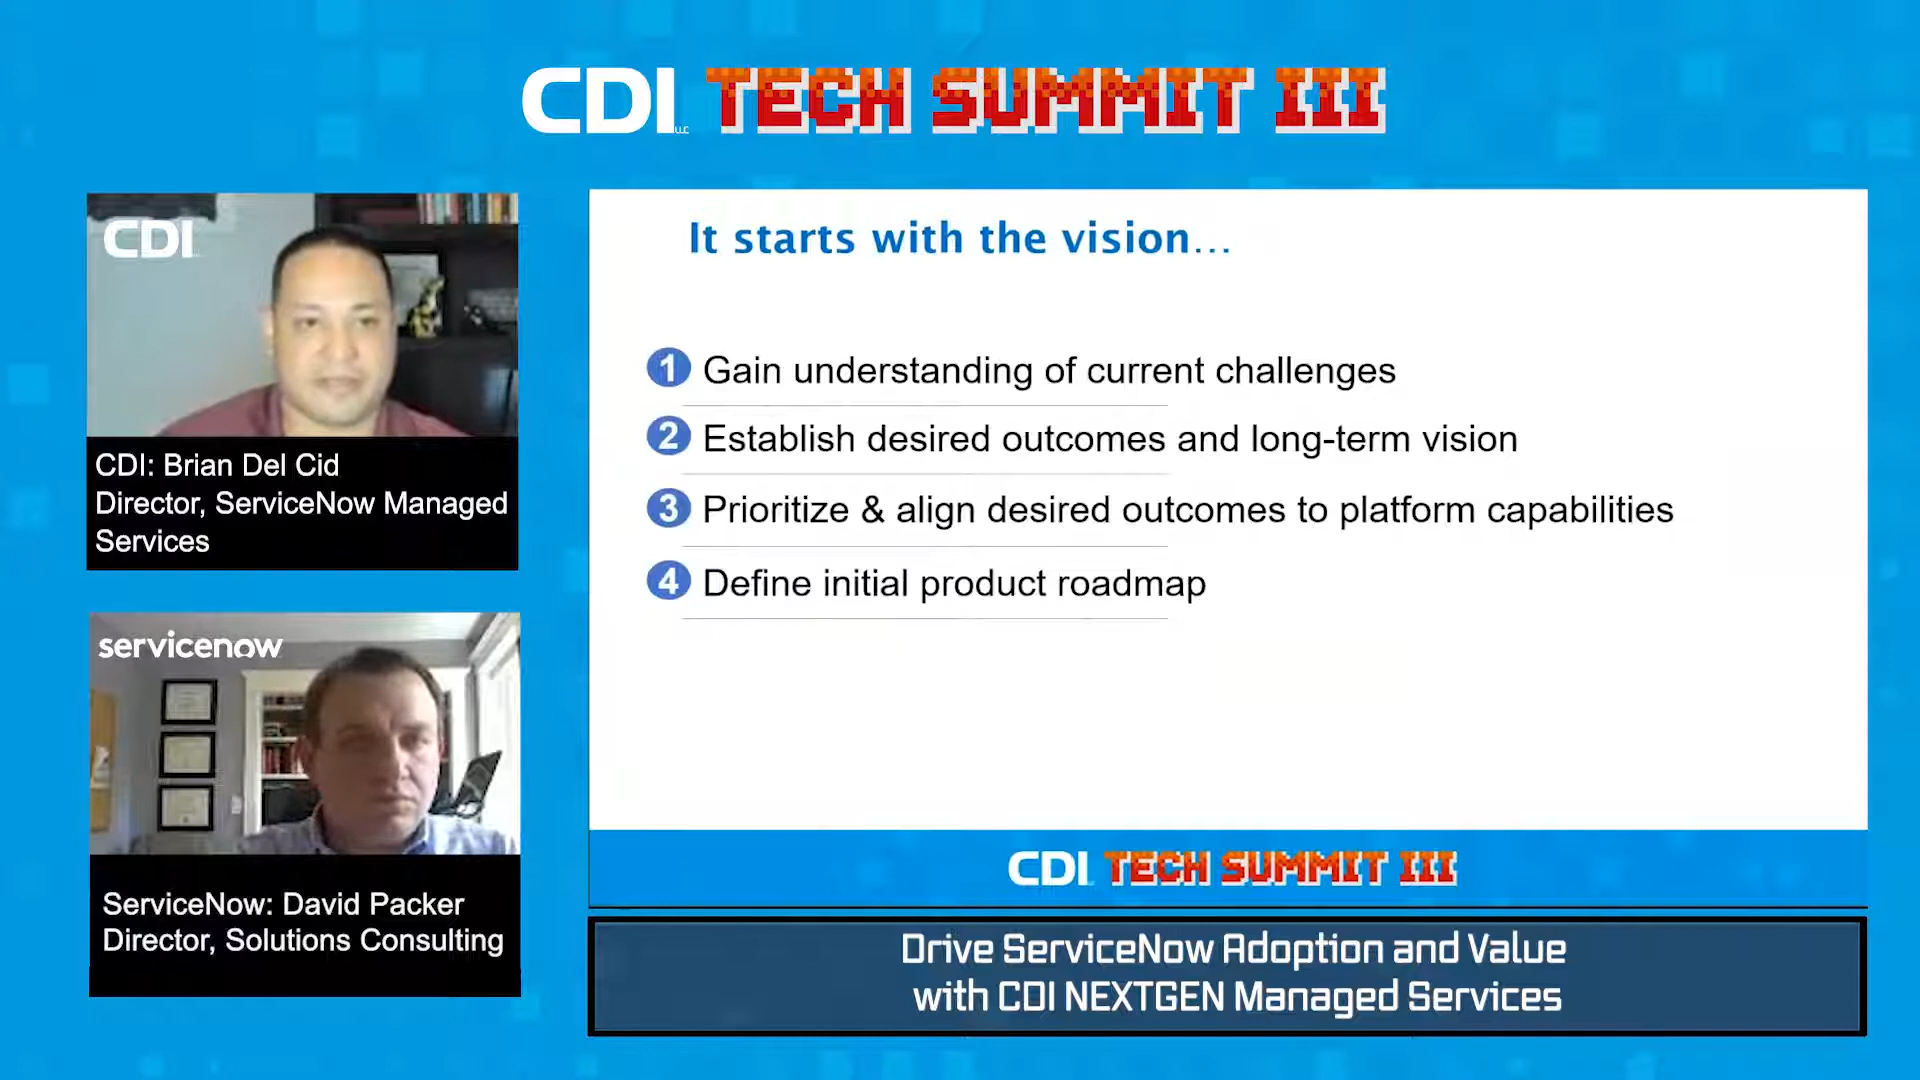 CDI LLC TECH SUMMIT III
CDI
CDI: Brian Del Cid
Director, ServiceNow Managed
Services
servicenow
ServiceNow: David Packer
Director, Solutions Consulting
It starts with the vision...
1 Gain understanding of current challenges
2 Establish desired outcomes and long-term vision
3 Prioritize & align desired outcomes to platform capabilities
4 Define initial product roadmap
CDI TECH SUMMIT III
Drive ServiceNow Adoption and Value
with CDI NEXTGEN Managed Services